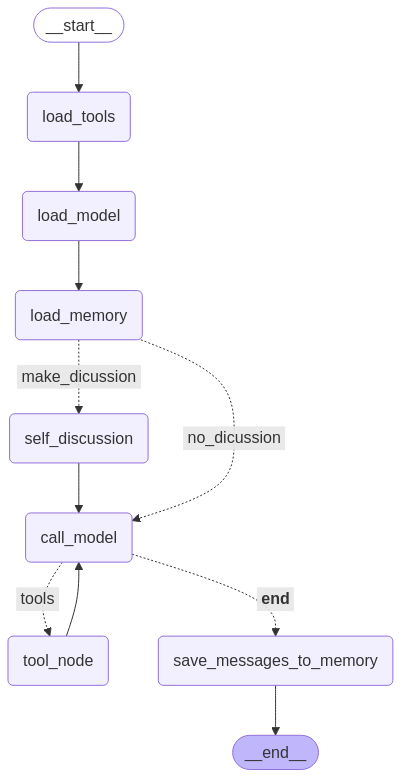 __start__
load_tools
load_model
load_memory
make_dicussion
self_discussion
no_dicussion
call_model
tools
end
tool_node
save_messages_to_memory
__end__